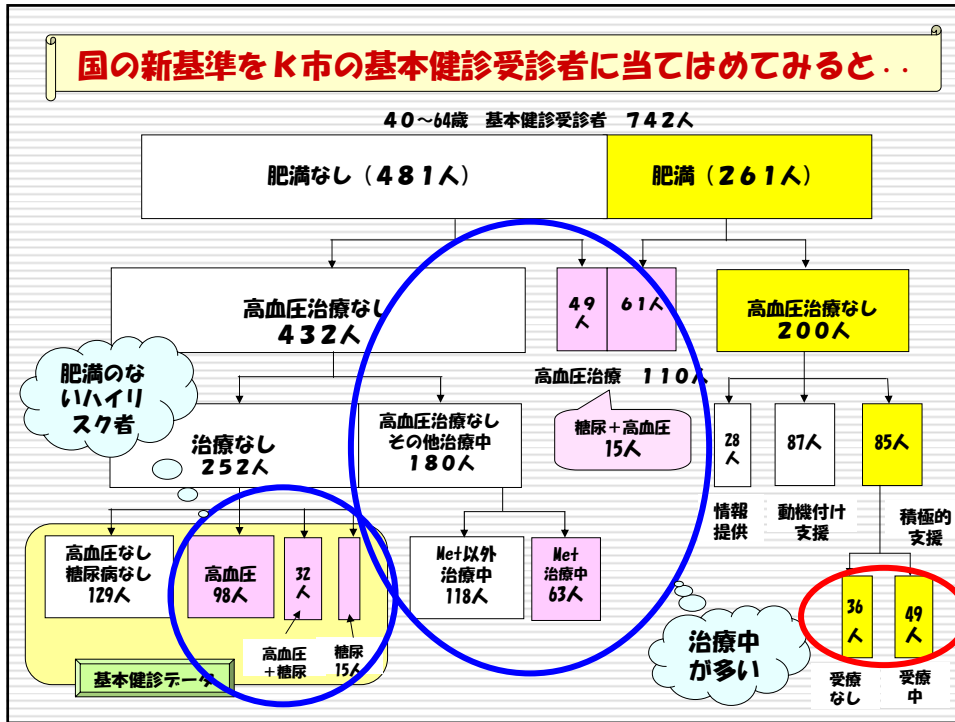 国の新基準をK市の基本健診受診者に当てはめてみると‥
40～64歳　基本健診受診者　742人
肥満なし（481人）
肥満（261人）
高血圧治療なし
432人
49
人
61人
高血圧治療なし
200人
高血圧治療　110人
肥満のな
いハイリ
スク者
治療なし
252人
高血圧治療なし
その他治療中
180人
糖尿＋高血圧
15人
28
人
87人
85人
情報
提供
動機付け
支援
積極的
支援
高血圧なし
糖尿病なし
129人
高血圧
98人
32
人
Met以外
治療中
118人
Met
治療中
63人
高血圧
＋糖尿
糖尿
15人
基本健診データ
治療中
が多い
36
人
49
人
受療
なし
受療
中